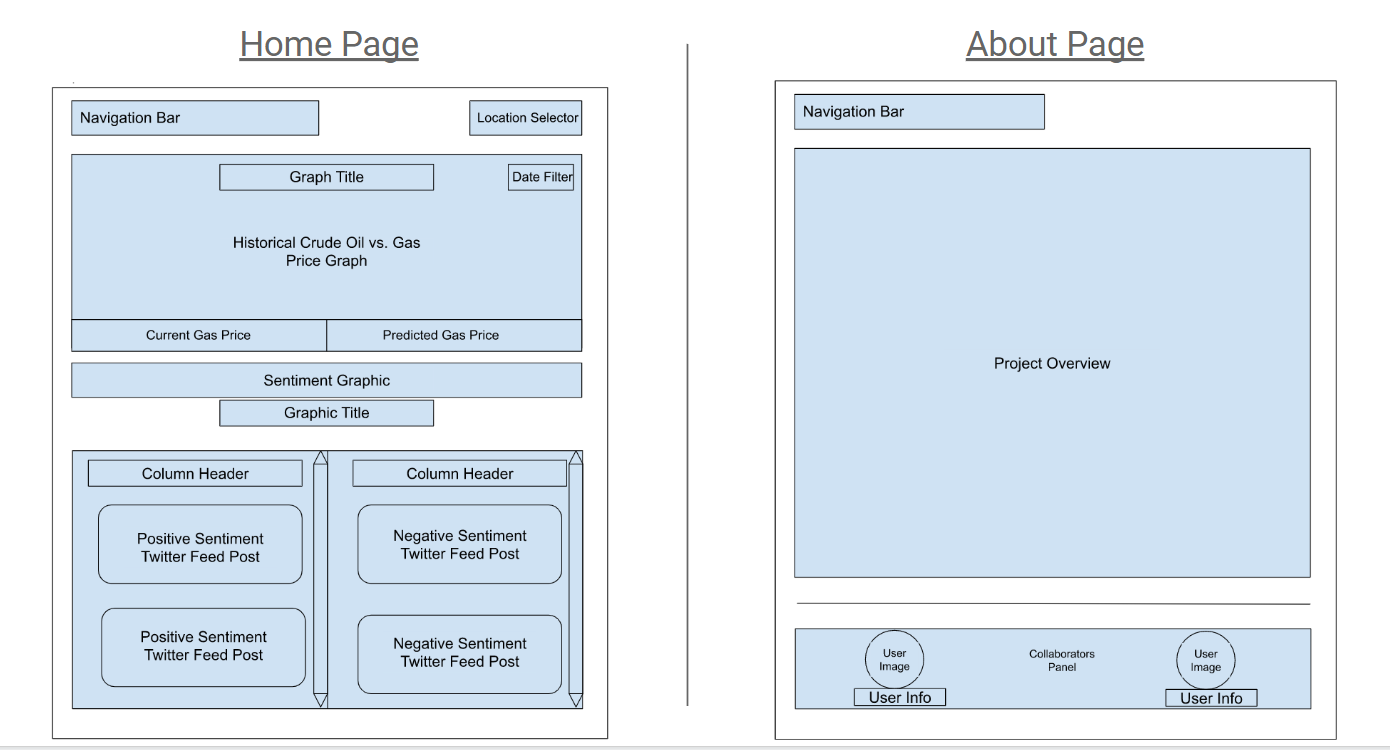 Home Page
Navigation Bar
Location Selector
Graph Title
Date Filter
Historical Crude Oil vs. Gas
Price Graph
Current Gas Price
Predicted Gas Price
Sentiment Graphic
Graphic Title
Column Header
Column Header
Positive Sentiment
Twitter Feed Post
Negative Sentiment
Twitter Feed Post
Positive Sentiment
Twitter Feed Post
Negative Sentiment
Twitter Feed Post
About Page
Navigation Bar
Project Overview
User
Image
User Info
Collaborators
Panel
User
Image
User Info